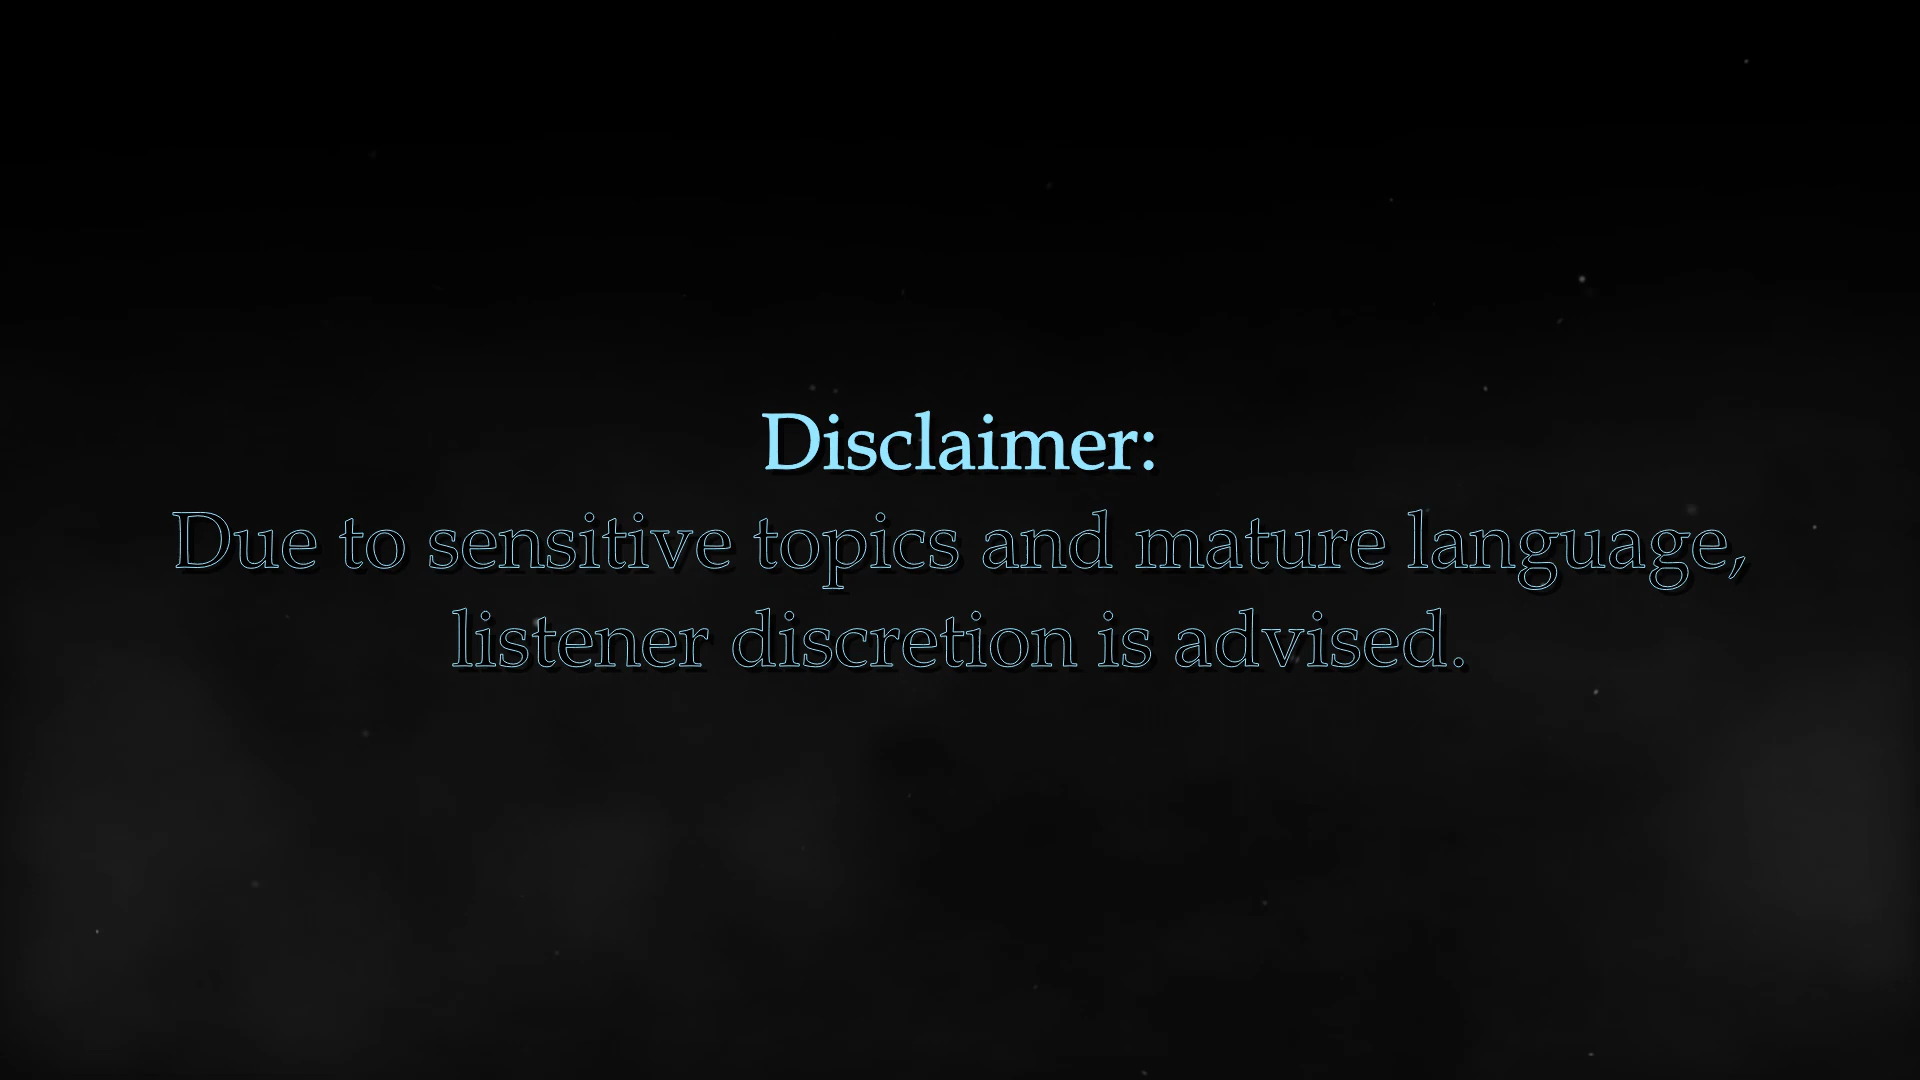 Disclaimer:
Due to sensitive topics and mature language,
listener discretion is advised.